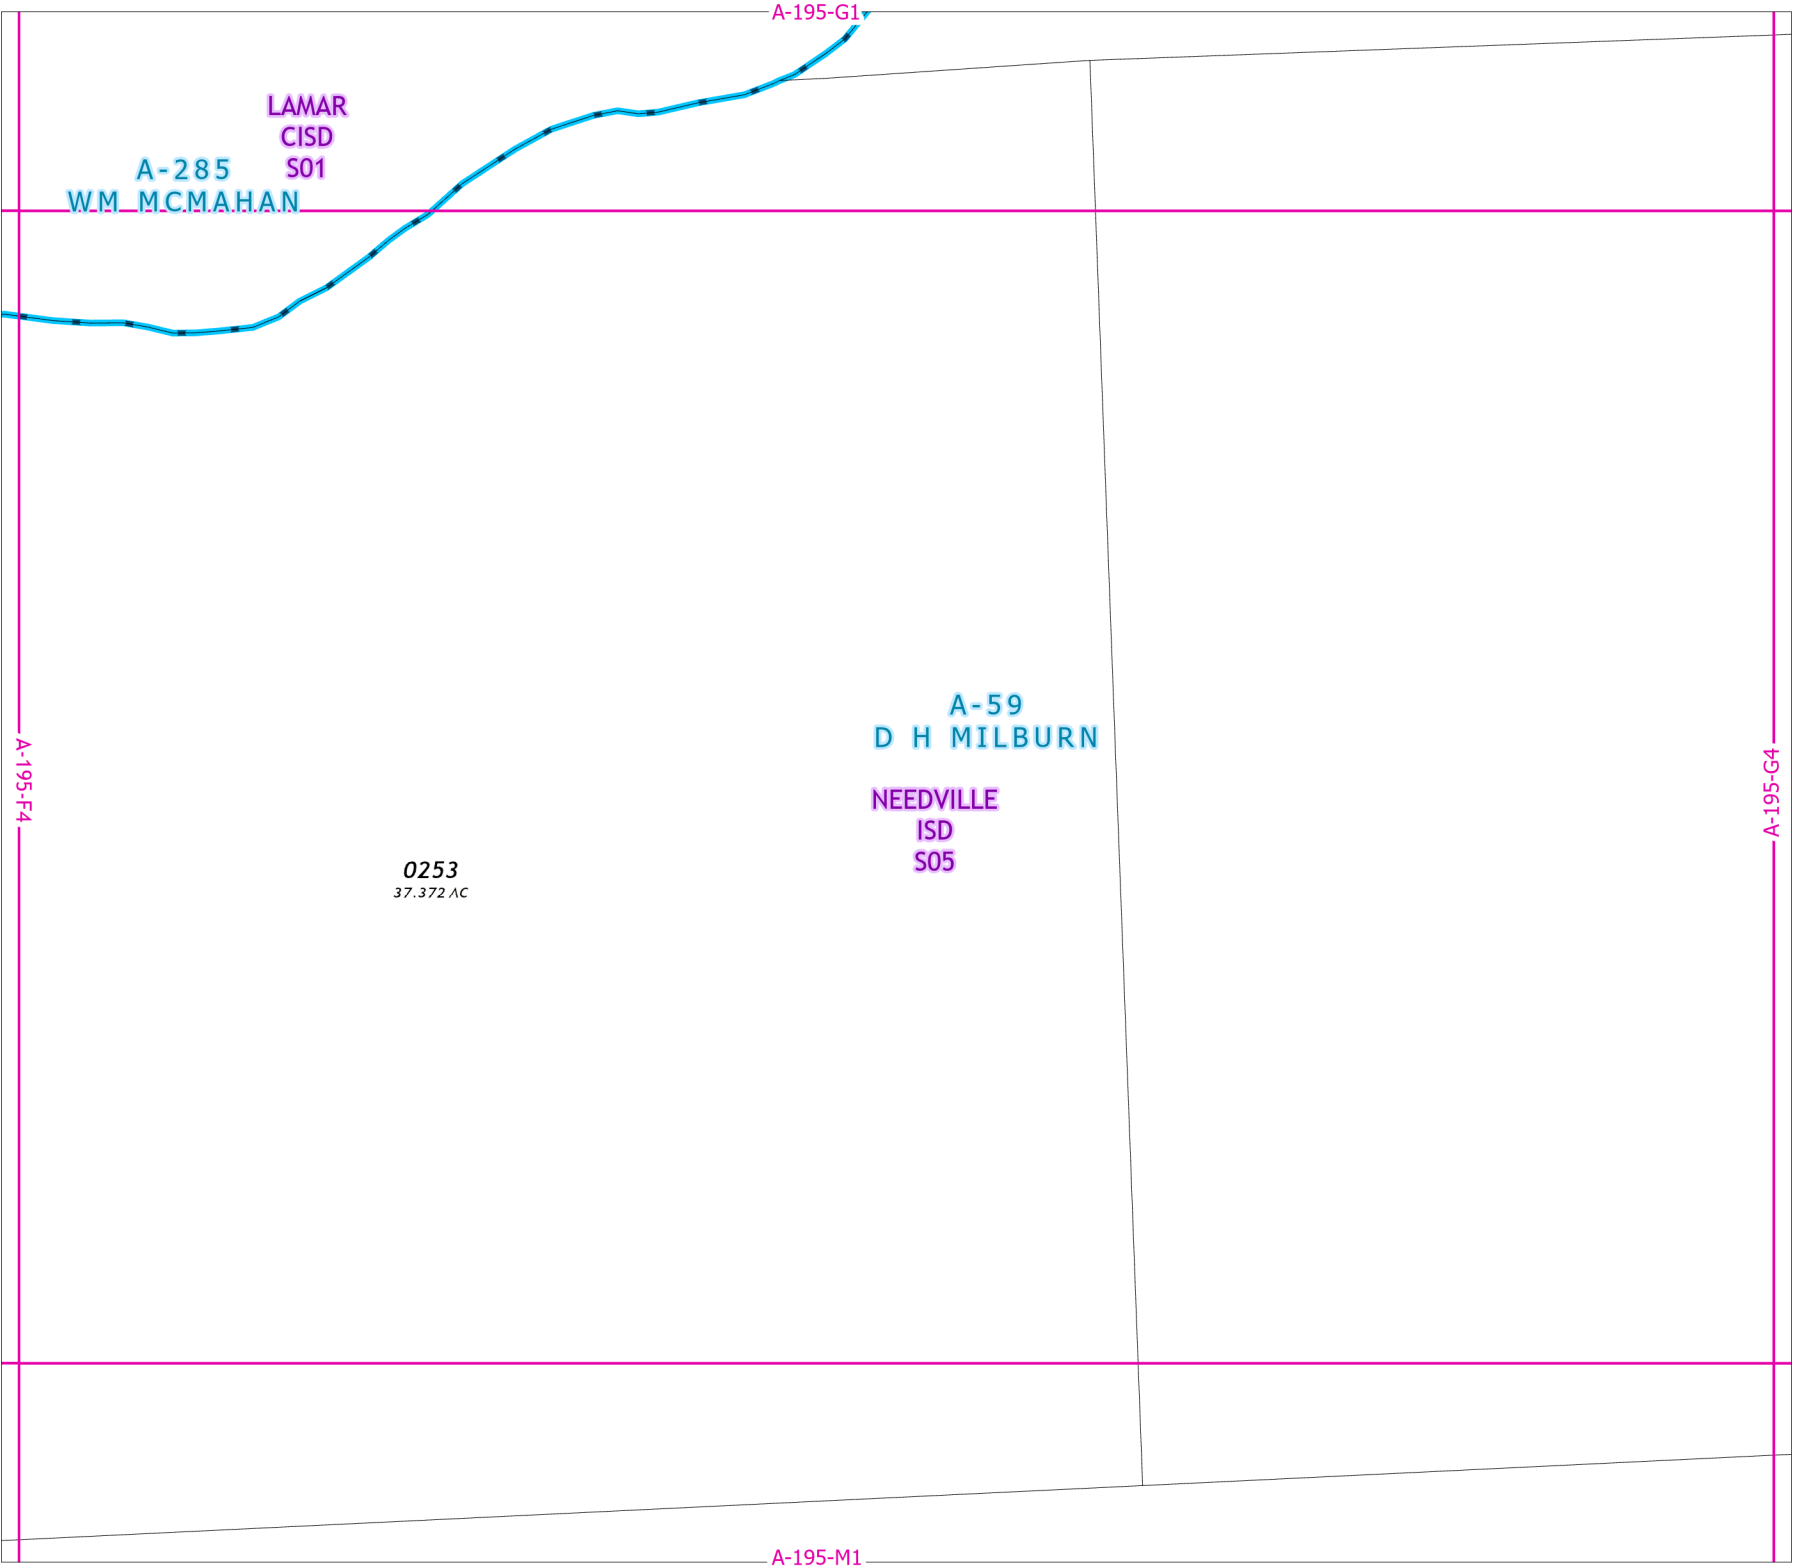 A-195-G1
LAMAR
CISD
S01
A-285
WM MCMAHAN
A-59
D H MILBURN
A-195-F4
A-195-G4
NEEDVILLE
ISD
S05
0253
37.372 AC
A-195-M1